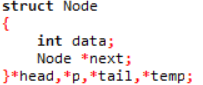 struct Node
{
    int data;
    Node *next;
}*head,*p,*tail,*temp;